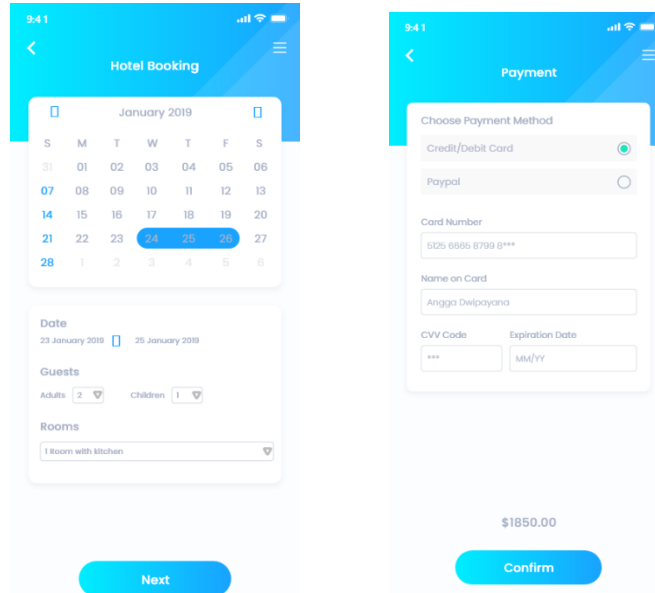 9:41
Hotel Booking
January 2019
S M T W T F S
31 01 02 03 04 05 06
07 08 09 10 11 12 13
14 15 16 17 18 19 20
21 22 23 24 25 26 27
28 1 2 3 4 5 6
Date
23 January 2019 25 January 2019
Guests
Adults 2 Children 1
Rooms
1 Room with kitchen
Next
9:41
Payment
Choose Payment Method
Credit/Debit Card
Paypal
Card Number
5125 6665 8799 8***
Name on Card
Angga Dwipayana
CVV Code Expiration Date
*** MM/YY
$1850.00
Confirm